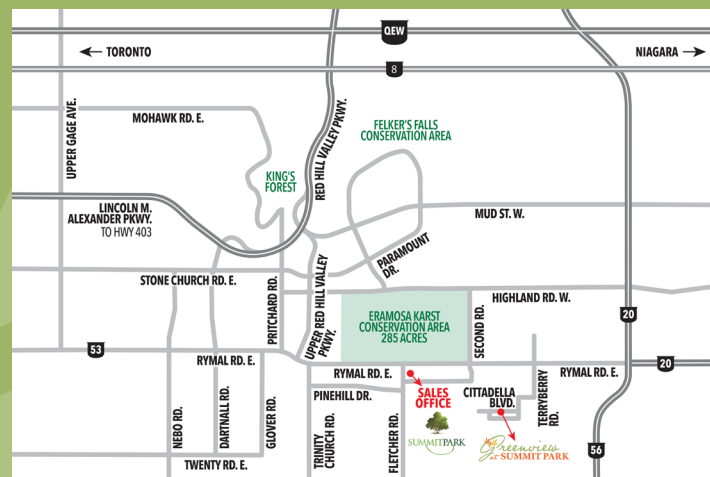 QEW
TORONTO
NIAGARA
8
UPPER GAGE AVE.
MOHAWK RD. E.
RED HILL VALLEY PKWY.
FELKER'S FALLS
CONSERVATION AREA
KING'S
FOREST
LINCOLN M.
ALEXANDER PKWY.
TO HWY 403
MUD ST. W.
PARAMOUNT
DR.
STONE CHURCH RD. E.
PRITCHARD RD.
UPPER RED HILL VALLEY
PKWY.
HIGHLAND RD. W.
ERAMOSA KARST
CONSERVATION AREA
285 ACRES
SECOND RD.
20
53
RYMAL RD. E.
RYMAL RD. E.
RYMAL RD. E.
20
NEBO RD.
DARTNALL RD.
GLOVER RD.
TRINITY
CHURCH RD.
PINEHILL DR.
FLETCHER RD.
SALES
OFFICE
SUMMITPARK
CITTADELLA
BLVD.
TERRYBERRY
RD.
Greenview
at SUMMIT PARK
56
TWENTY RD. E.